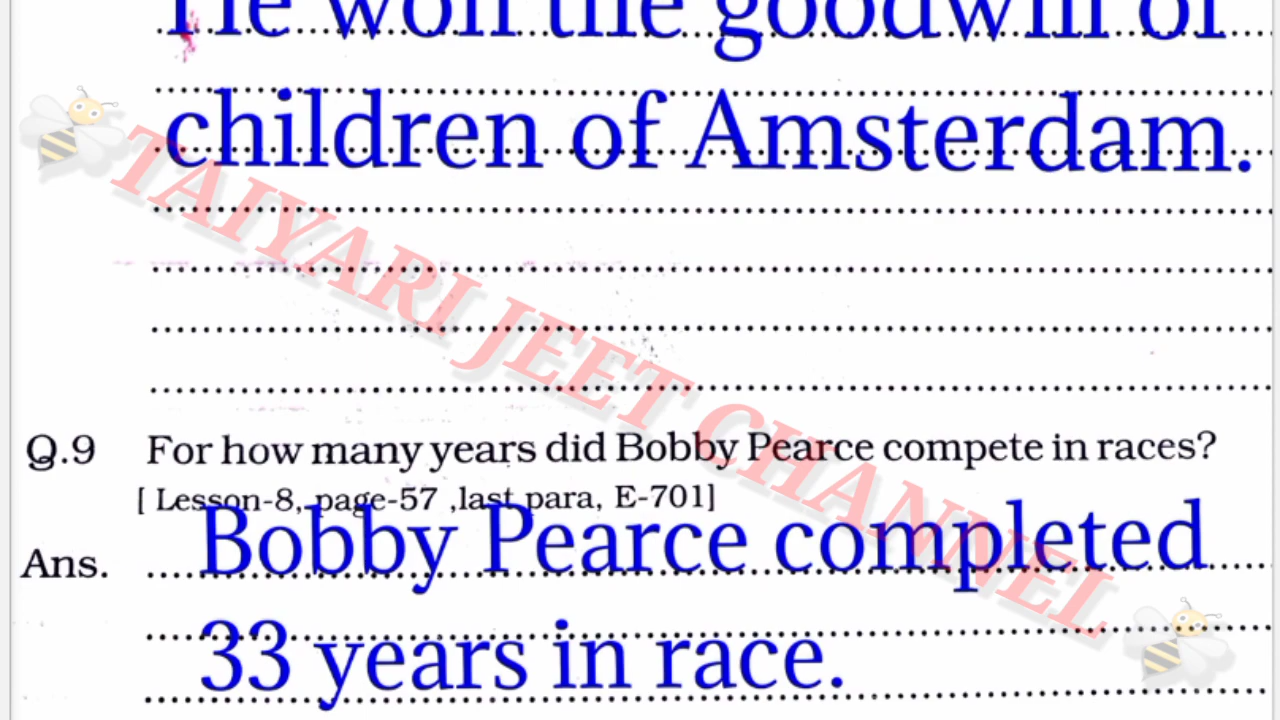 He won the goodwill of
children of Amsterdam.
TAIYARI JEET CHANNEL
Q.9 For how many years did Bobby Pearce compete in races?
[ Lesson-8, page-57 ,last para, E-701]
Ans. Bobby Pearce completed
33 years in race.